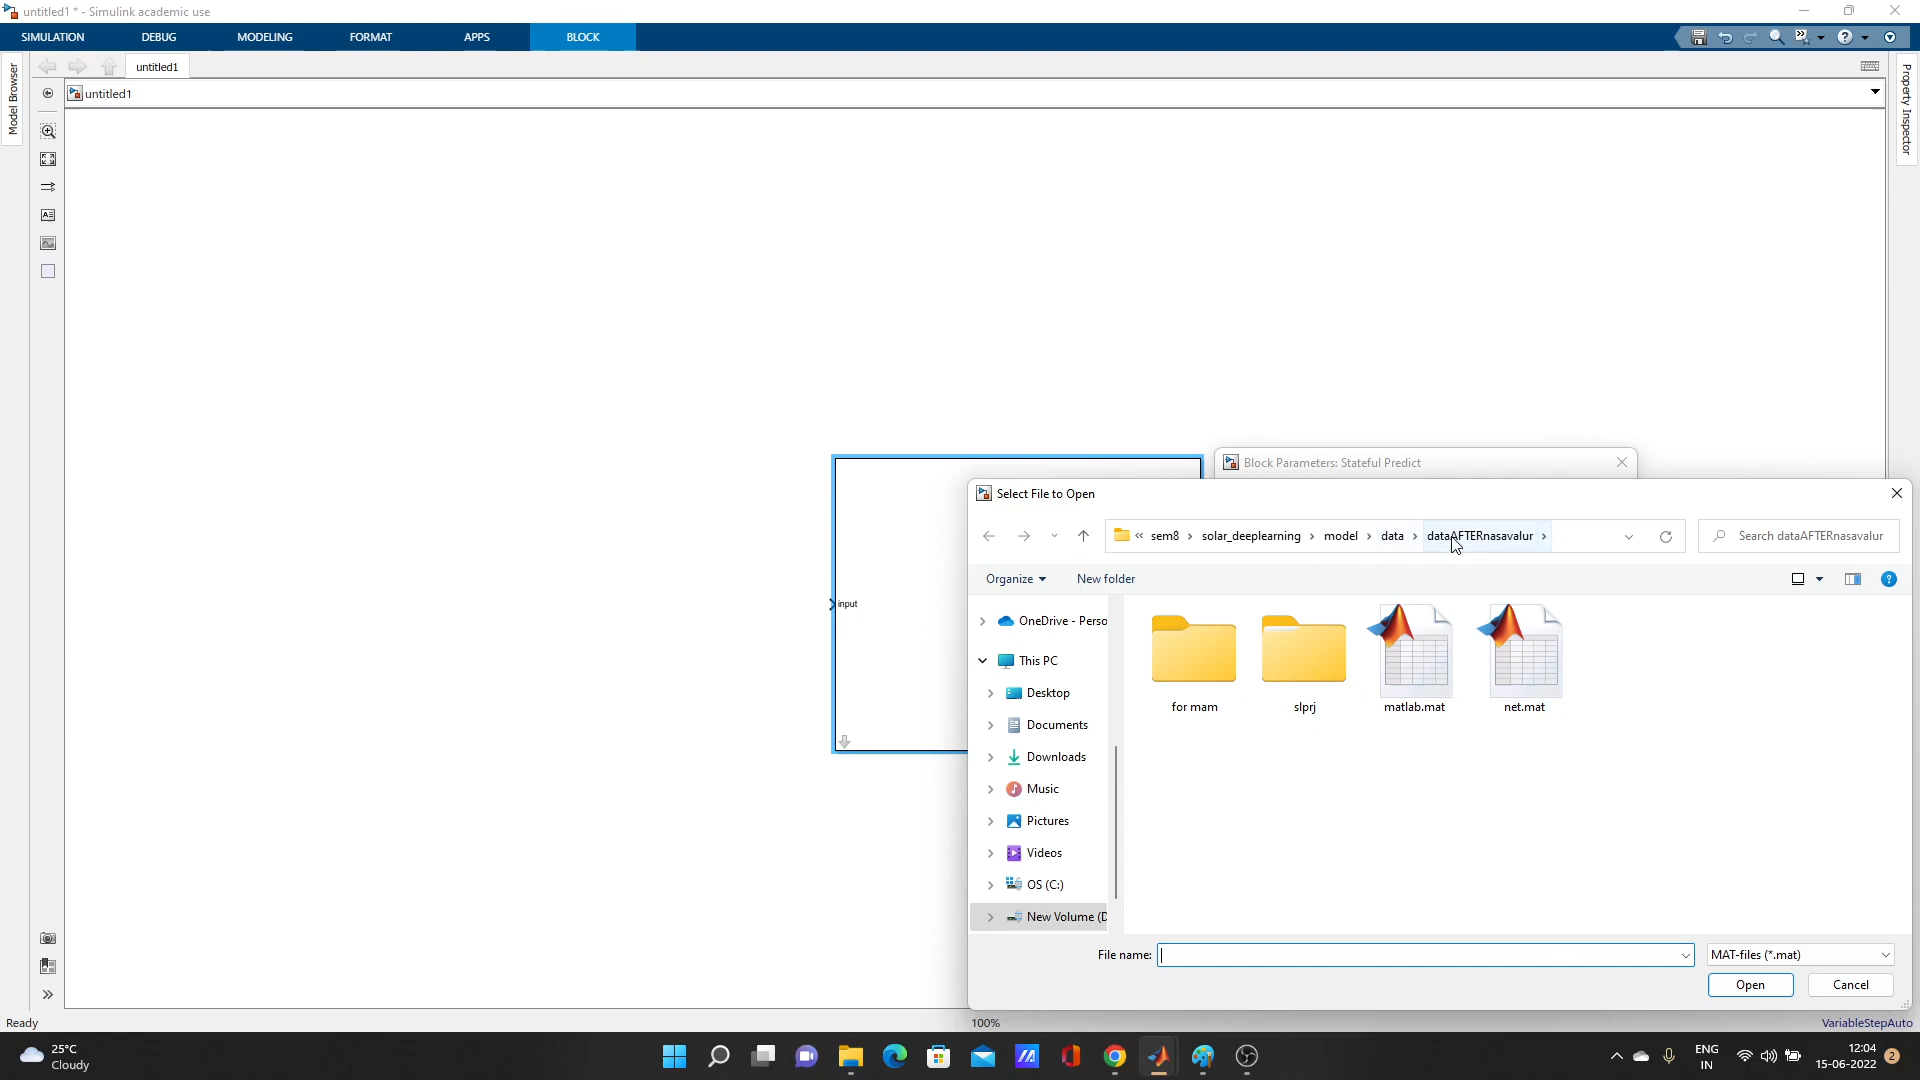 untitled1 * - Simulink academic use
SIMULATION
DEBUG
MODELING
FORMAT
APPS
BLOCK
Model Browser
untitled1
Property Inspector
untitled1
Block Parameters: Stateful Predict
Select File to Open
« sem8 › solar_deeplearning › model › data › dataAFTERnasavalur ›
Search dataAFTERnasavalur
Organize
New folder
input
OneDrive - Perso
This PC
Desktop
Documents
Downloads
Music
Pictures
Videos
OS (C:)
New Volume (D
for mam
slprj
matlab.mat
net.mat
File name:
MAT-files (*.mat)
Open
Cancel
Ready
100%
VariableStepAuto
25°C
Cloudy
ENG
IN
12:04
15-06-2022
2